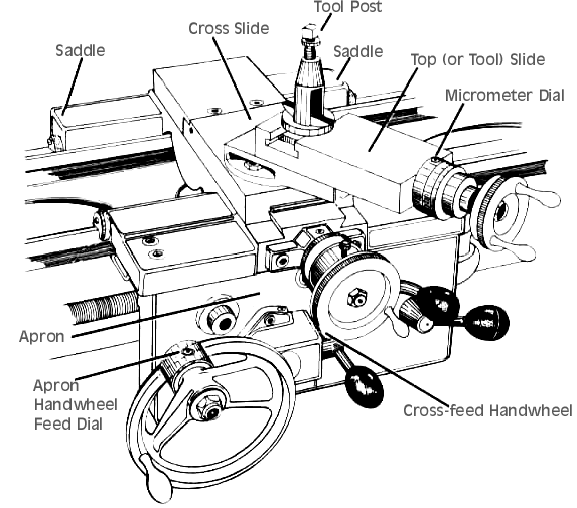 Tool Post
Cross Slide
Saddle
Saddle
Top (or Tool) Slide
Micrometer Dial
Apron
Apron
Handwheel
Feed Dial
Cross-feed Handwheel